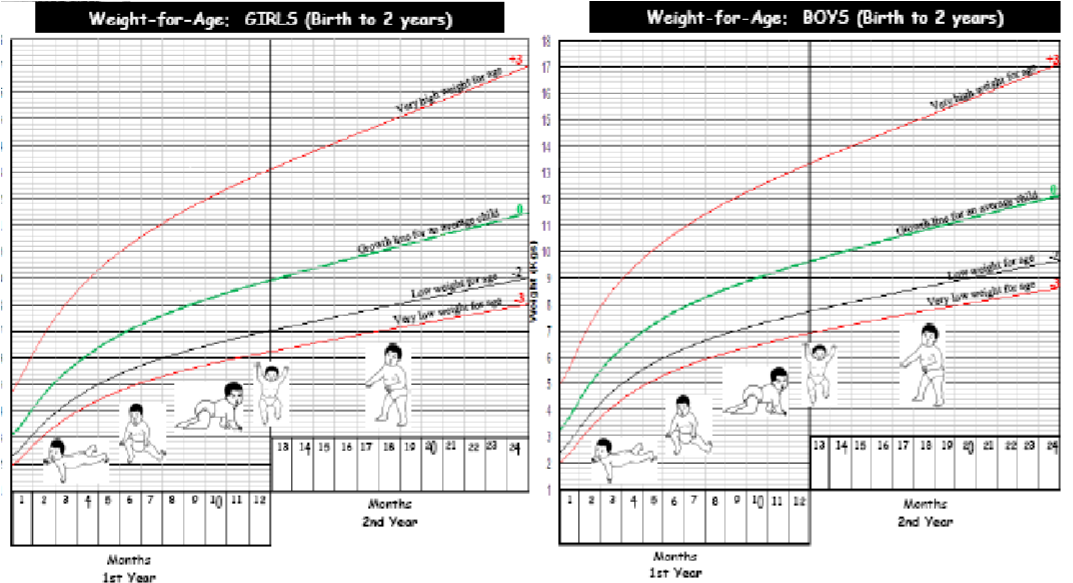 Weight-for-Age: GIRLS (Birth to 2 years)
+3
Very high weight for age
0
Growth line for an average child
-2
Low weight for age
-3
Very low weight for age
13 14 15 16 17 18 19 20 21 22 23 24
1 2 3 4 5 6 7 8 9 10 11 12
Months
2nd Year
Months
1st Year
Weight-for-Age: BOYS (Birth to 2 years)
Weight (Kgs)
18
17
16
15
14
13
12
11
10
9
8
7
6
5
4
3
2
1
+3
Very high weight for age
0
Growth line for an average child
-2
Low weight for age
-3
Very low weight for age
13 14 15 16 17 18 19 20 21 22 23 24
1 2 3 4 5 6 7 8 9 10 11 12
Months
2nd Year
Months
1st Year